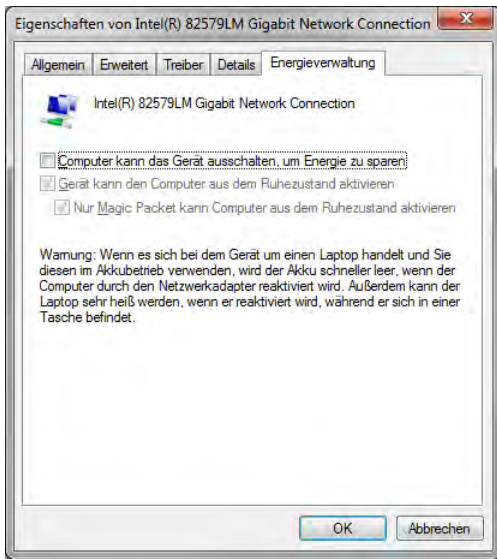 Eigenschaften von Intel(R) 82579LM Gigabit Network Connection
Allgemein Erweitert Treiber Details Energieverwaltung
Intel(R) 82579LM Gigabit Network Connection
Computer kann das Gerät ausschalten, um Energie zu sparen
Gerät kann den Computer aus dem Ruhezustand aktivieren
Nur Magic Packet kann Computer aus dem Ruhezustand aktivieren
Warnung: Wenn es sich bei dem Gerät um einen Laptop handelt und Sie
diesen im Akkubetrieb verwenden, wird der Akku schneller leer, wenn der
Computer durch den Netzwerkadapter reaktiviert wird. Außerdem kann der
Laptop sehr heiß werden, wenn er reaktiviert wird, während er sich in einer
Tasche befindet.
OK Abbrechen